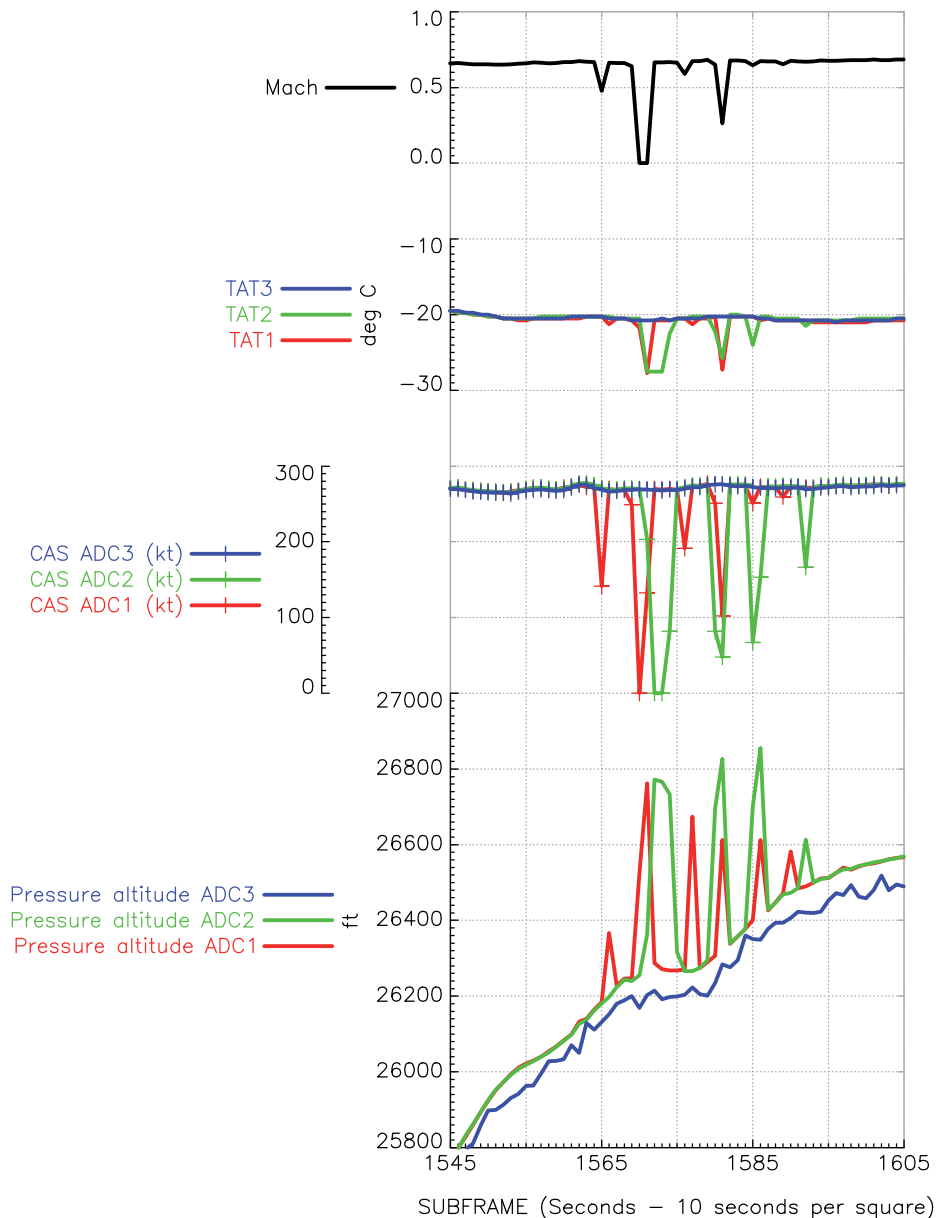 1.0
Mach
0.5
0.0
−10
TAT3
TAT2
TAT1
deg C
−20
−30
300
200
100
0
CAS ADC3 (kt)
CAS ADC2 (kt)
CAS ADC1 (kt)
27000
26800
26600
Pressure altitude ADC3
Pressure altitude ADC2
Pressure altitude ADC1
ft
26400
26200
26000
25800
1545 1565 1585 1605
SUBFRAME (Seconds − 10 seconds per square)